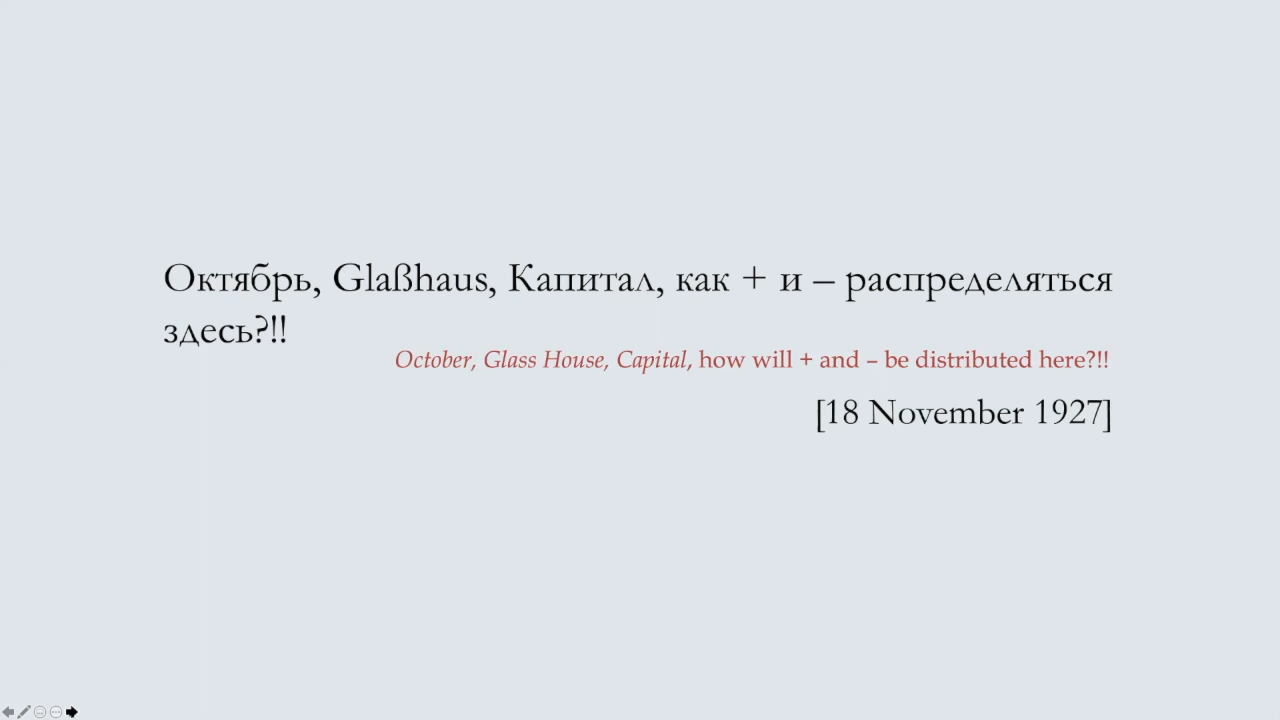 Октябрь, Glaßhaus, Капитал, как + и – распределяться
здесь?!!
October, Glass House, Capital, how will + and – be distributed here?!!
[18 November 1927]